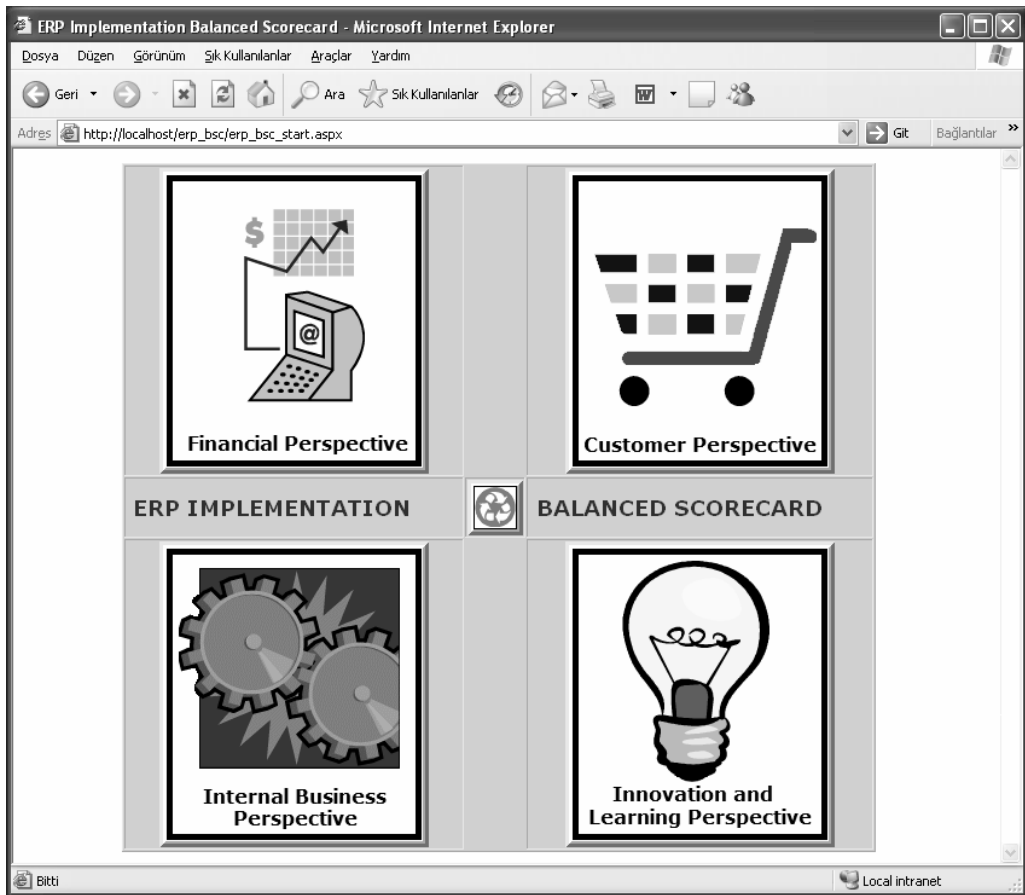 ERP Implementation Balanced Scorecard - Microsoft Internet Explorer
Dosya Düzen Görünüm Sık Kullanılanlar Araçlar Yardım
Geri Ara Sık Kullanılanlar W
Adres http://localhost/erp_bsc/erp_bsc_start.aspx Git Bağlantılar »
$
@
Financial Perspective
Customer Perspective
ERP IMPLEMENTATION
BALANCED SCORECARD
Internal Business
Perspective
Innovation and
Learning Perspective
Bitti Local intranet